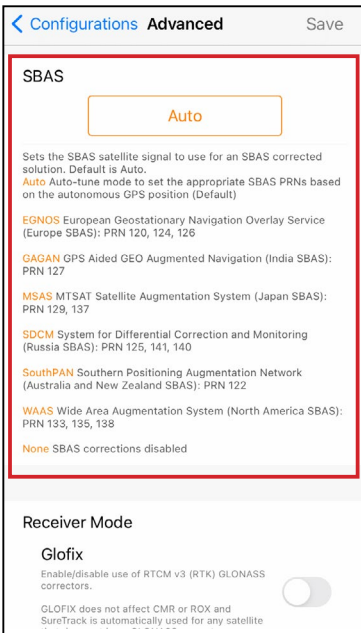 Configurations Advanced Save
SBAS
Auto
Sets the SBAS satellite signal to use for an SBAS corrected
solution. Default is Auto.
Auto Auto-tune mode to set the appropriate SBAS PRNs based
on the autonomous GPS position (Default)
EGNOS European Geostationary Navigation Overlay Service
(Europe SBAS): PRN 120, 124, 126
GAGAN GPS Aided GEO Augmented Navigation (India SBAS):
PRN 127
MSAS MTSAT Satellite Augmentation System (Japan SBAS):
PRN 129, 137
SDCM System for Differential Correction and Monitoring
(Russia SBAS): PRN 125, 141, 140
SouthPAN Southern Positioning Augmentation Network
(Australia and New Zealand SBAS): PRN 122
WAAS Wide Area Augmentation System (North America SBAS):
PRN 133, 135, 138
None SBAS corrections disabled
Receiver Mode
Glofix
Enable/disable use of RTCM v3 (RTK) GLONASS
correctors.
GLOFIX does not affect CMR or ROX and
SureTrack is automatically used for any satellite